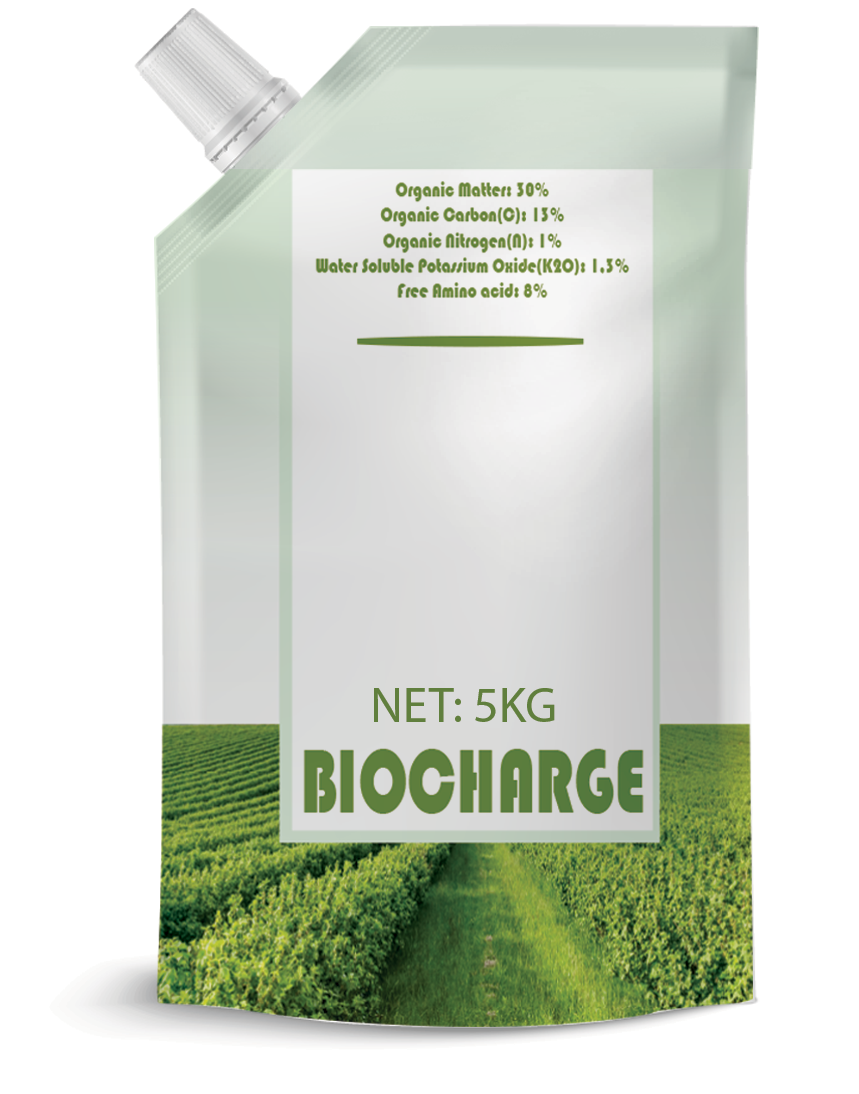 Organic Matter: 30%
Organic Carbon(C): 13%
Organic Nitrogen(N): 1%
Water Soluble Potassium Oxide(K2O): 1.3%
Free Amino acid: 8%
NET: 5KG
BIOCHARGE